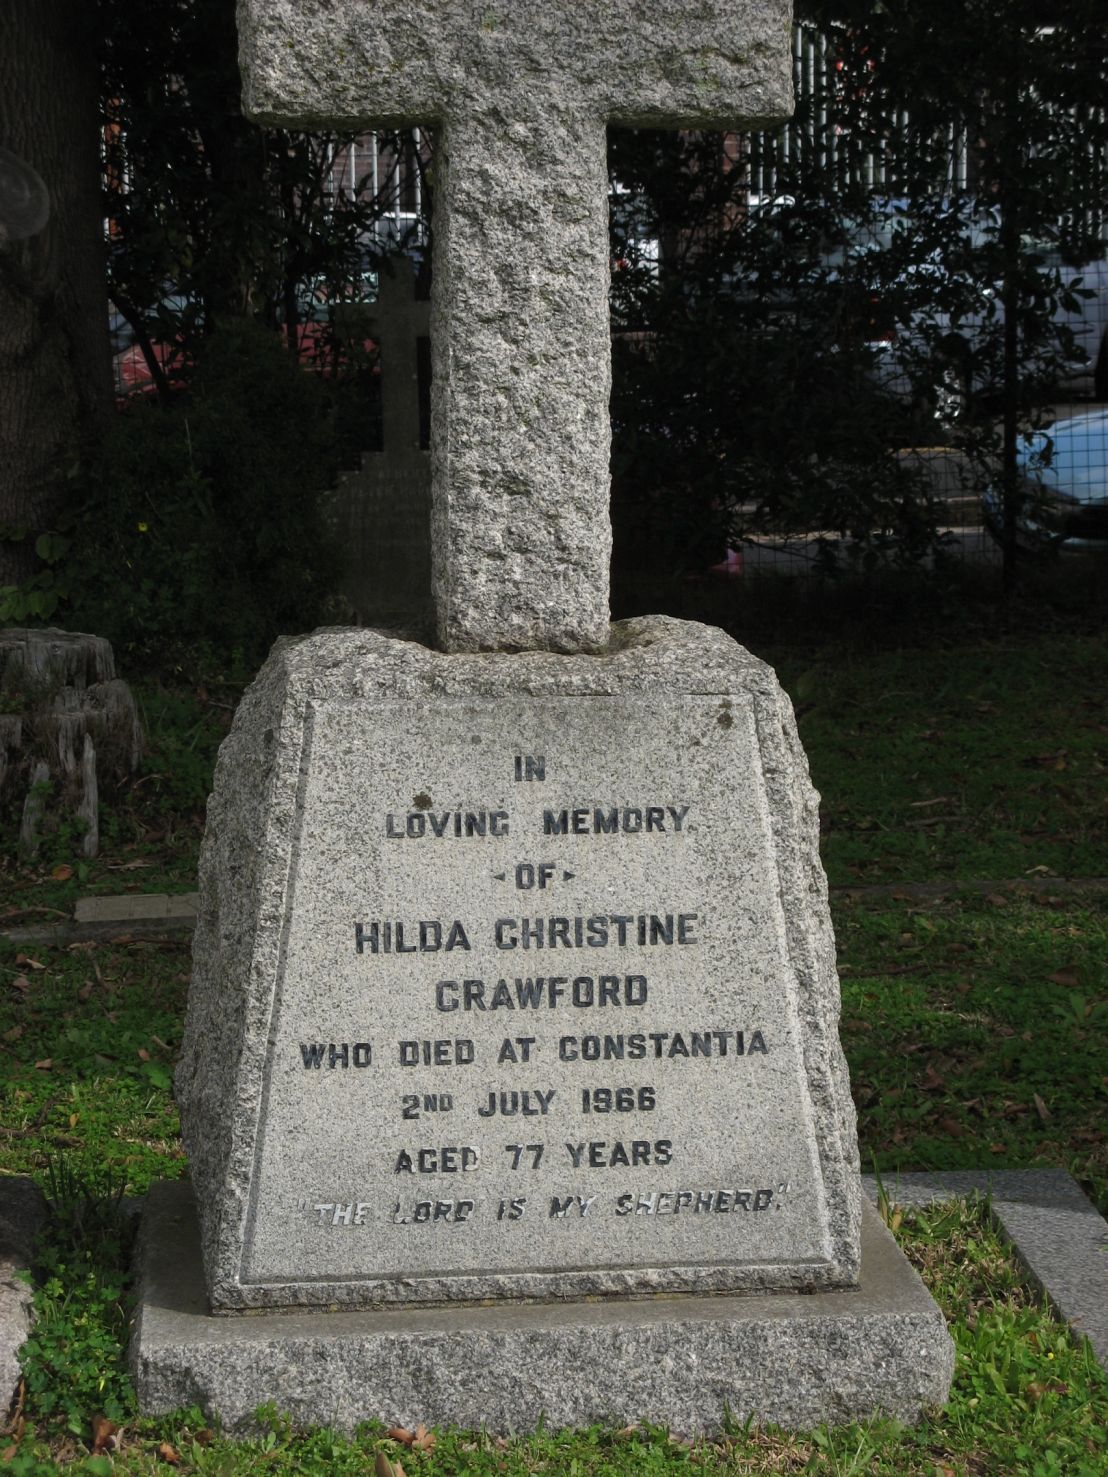 IN
LOVING MEMORY
OF
HILDA CHRISTINE
CRAWFORD
WHO DIED AT CONSTANTIA
2ND JULY 1966
AGED 77 YEARS
"THE LORD IS MY SHEPHERD."